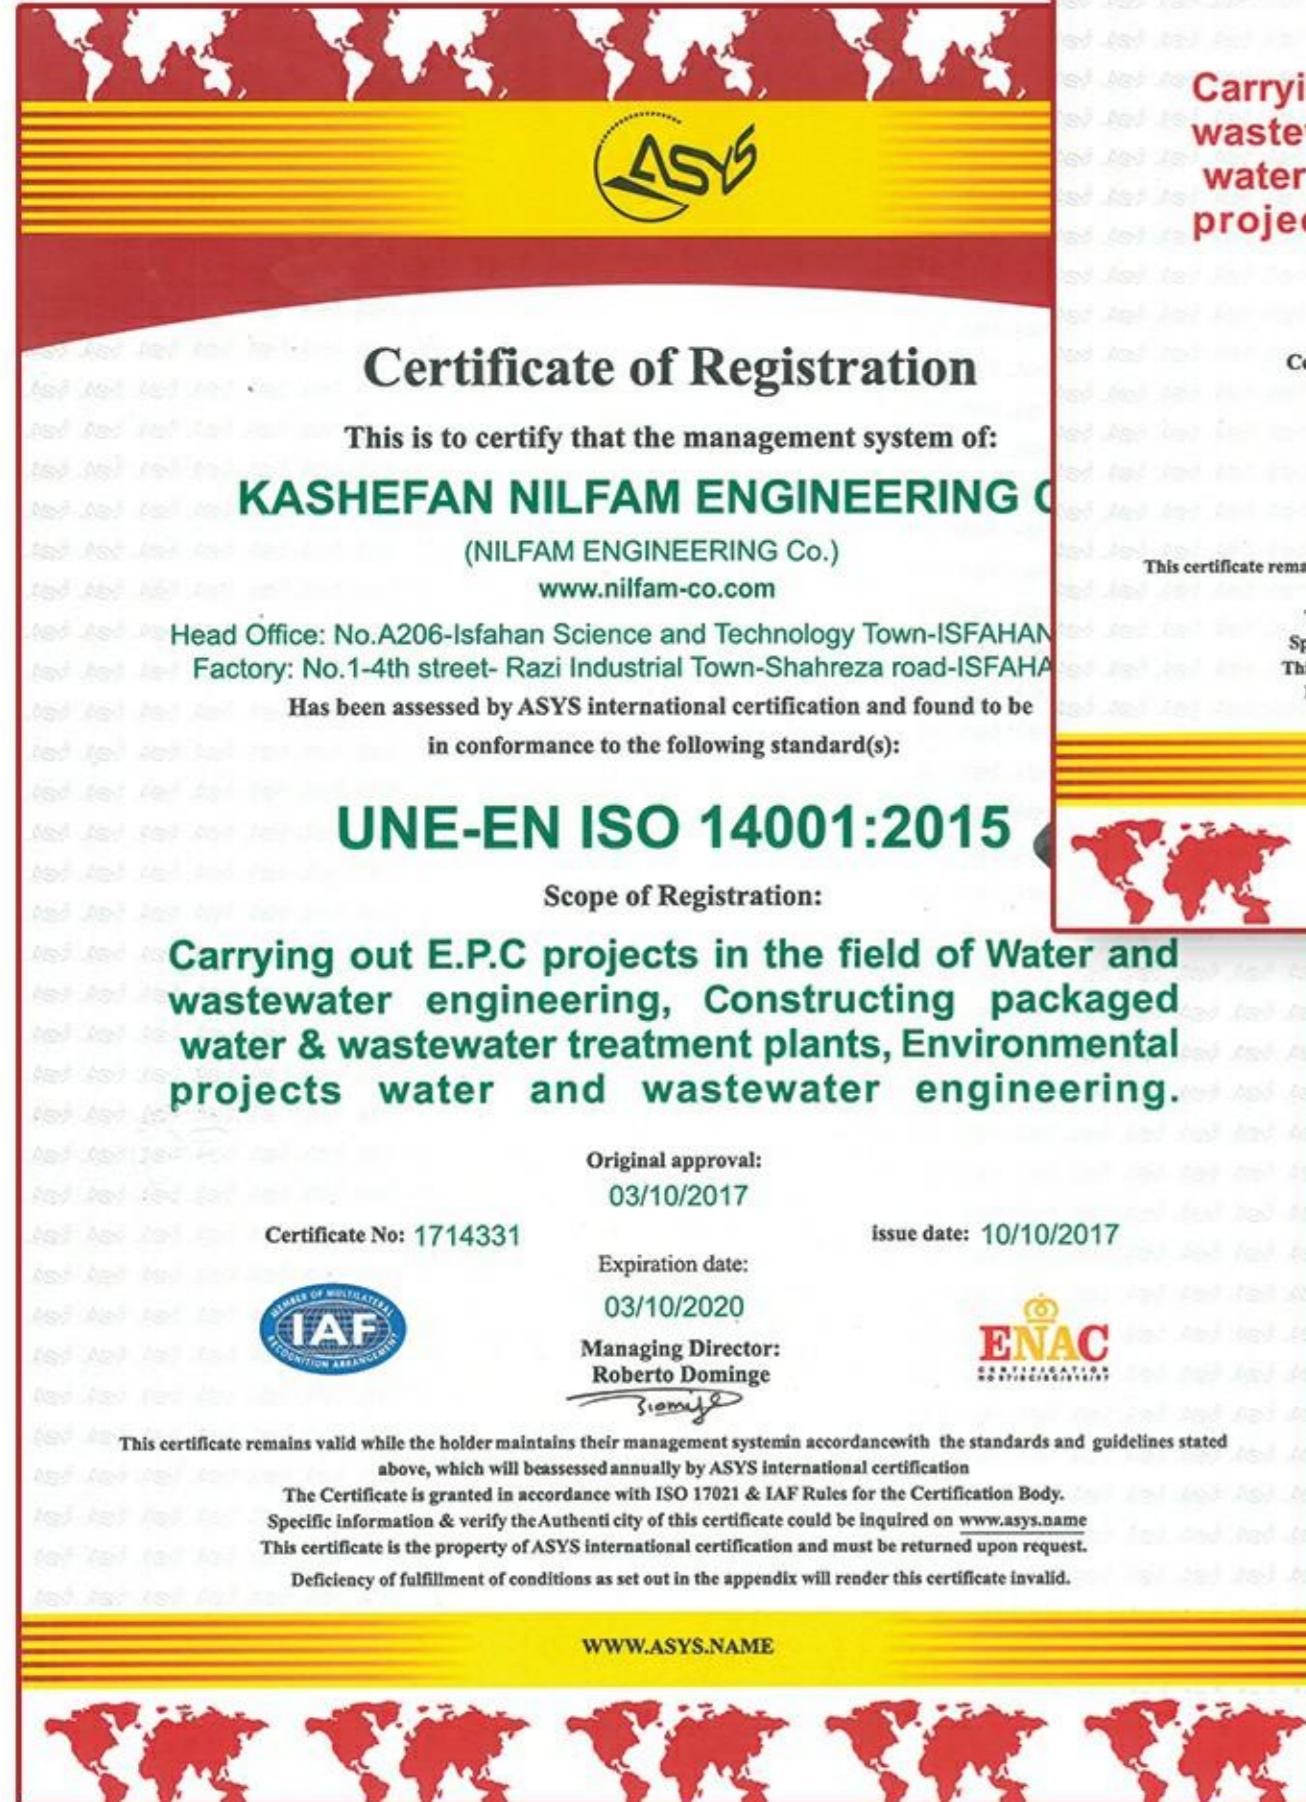 ASYS
Certificate of Registration
This is to certify that the management system of:
KASHEFAN NILFAM ENGINEERING
(NILFAM ENGINEERING Co.)
www.nilfam-co.com
Head Office: No.A206-Isfahan Science and Technology Town-ISFAHAN
Factory: No.1-4th street- Razi Industrial Town-Shahreza road-ISFAHA
Has been assessed by ASYS international certification and found to be
in conformance to the following standard(s):
UNE-EN ISO 14001:2015
Scope of Registration:
Carrying out E.P.C projects in the field of Water and
wastewater engineering, Constructing packaged
water & wastewater treatment plants, Environmental
projects water and wastewater engineering.
Original approval:
03/10/2017
Certificate No: 1714331
issue date: 10/10/2017
Expiration date:
03/10/2020
MEMBER OF MULTILATERAL
IAF
RECOGNITION ARRANGEMENT
ENAC
CERTIFICATION
Managing Director:
Roberto Dominge
This certificate remains valid while the holder maintains their management systemin accordancewith the standards and guidelines stated
above, which will beassessed annually by ASYS international certification
The Certificate is granted in accordance with ISO 17021 & IAF Rules for the Certification Body.
Specific information & verify the Authenti city of this certificate could be inquired on www.asys.name
This certificate is the property of ASYS international certification and must be returned upon request.
Deficiency of fulfillment of conditions as set out in the appendix will render this certificate invalid.
WWW.ASYS.NAME
Carryi
waste
water
projec
Ce
This certificate rema
Sp
Thi